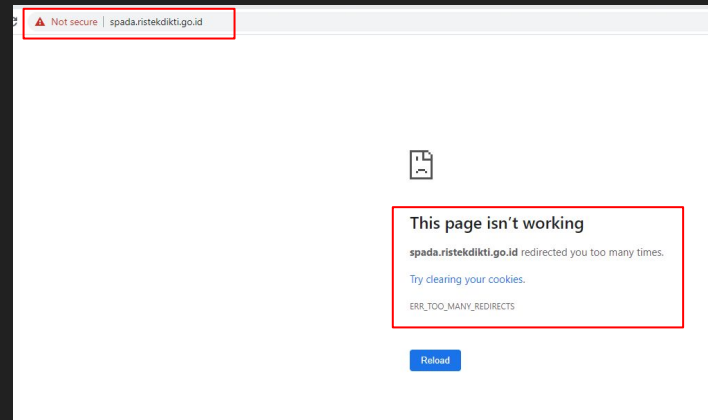 Not secure | spada.ristekdikti.go.id
This page isn't working
spada.ristekdikti.go.id redirected you too many times.
Try clearing your cookies.
ERR_TOO_MANY_REDIRECTS
Reload